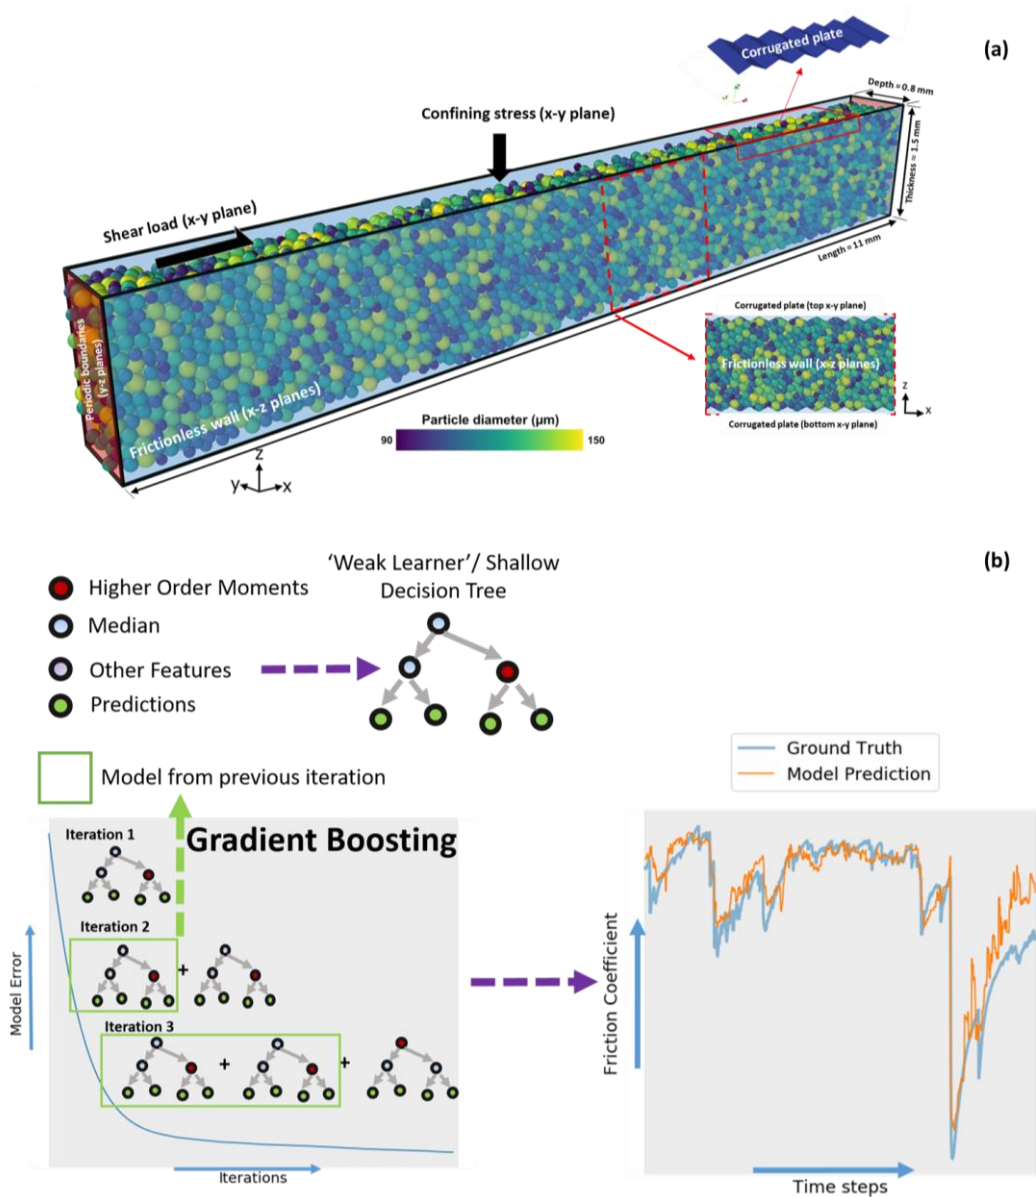 Corrugated plate
(a)
Depth = 0.8 mm
Confining stress (x-y plane)
Thickness ≈ 1.5 mm
Shear load (x-y plane)
Length = 11 mm
Periodic boundaries
(y-z planes)
Corrugated plate (top x-y plane)
Frictionless wall (x-z planes)
Frictionless wall (x-z planes)
z
x
Corrugated plate (bottom x-y plane)
Particle diameter (μm)
90
150
z
y
x
(b)
'Weak Learner'/ Shallow
Decision Tree
Higher Order Moments
Median
Other Features
Predictions
Model from previous iteration
Ground Truth
Model Prediction
Iteration 1
Gradient Boosting
Iteration 2
+
Iteration 3
+
+
Model Error
Iterations
Friction Coefficient
Time steps